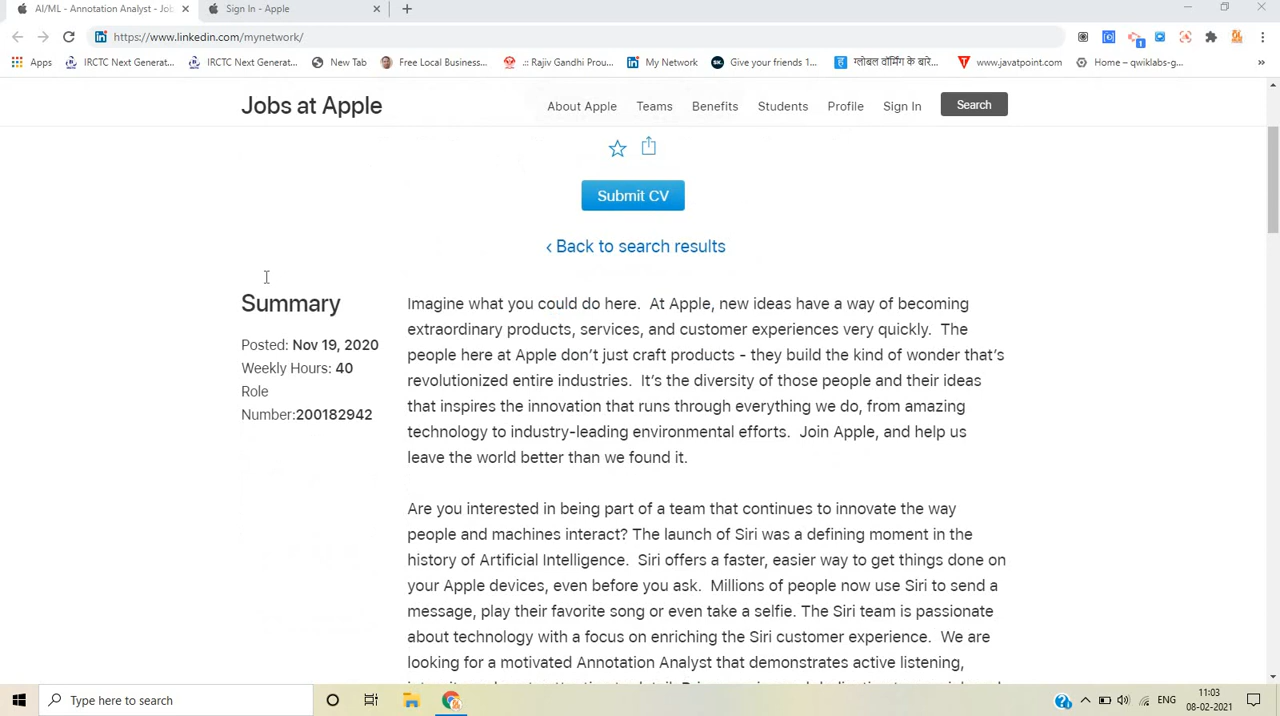 AI/ML - Annotation Analyst - Jo
Sign In - Apple
https://www.linkedin.com/mynetwork/
Apps
IRCTC Next Generat...
IRCTC Next Generat...
New Tab
Free Local Business...
.:: Rajiv Gandhi Prou...
My Network
Give your friends 1...
ग्लोबल वॉर्मिंग के बारे...
www.javatpoint.com
Home – qwiklabs-g...
»
Jobs at Apple
About Apple Teams Benefits Students Profile Sign In Search
Submit CV
‹ Back to search results
Summary
Posted: Nov 19, 2020
Weekly Hours: 40
Role
Number:200182942
Imagine what you could do here. At Apple, new ideas have a way of becoming
extraordinary products, services, and customer experiences very quickly. The
people here at Apple don’t just craft products - they build the kind of wonder that’s
revolutionized entire industries. It’s the diversity of those people and their ideas
that inspires the innovation that runs through everything we do, from amazing
technology to industry-leading environmental efforts. Join Apple, and help us
leave the world better than we found it.
Are you interested in being part of a team that continues to innovate the way
people and machines interact? The launch of Siri was a defining moment in the
history of Artificial Intelligence. Siri offers a faster, easier way to get things done on
your Apple devices, even before you ask. Millions of people now use Siri to send a
message, play their favorite song or even take a selfie. The Siri team is passionate
about technology with a focus on enriching the Siri customer experience. We are
looking for a motivated Annotation Analyst that demonstrates active listening,
Type here to search
ENG
11:03
08-02-2021